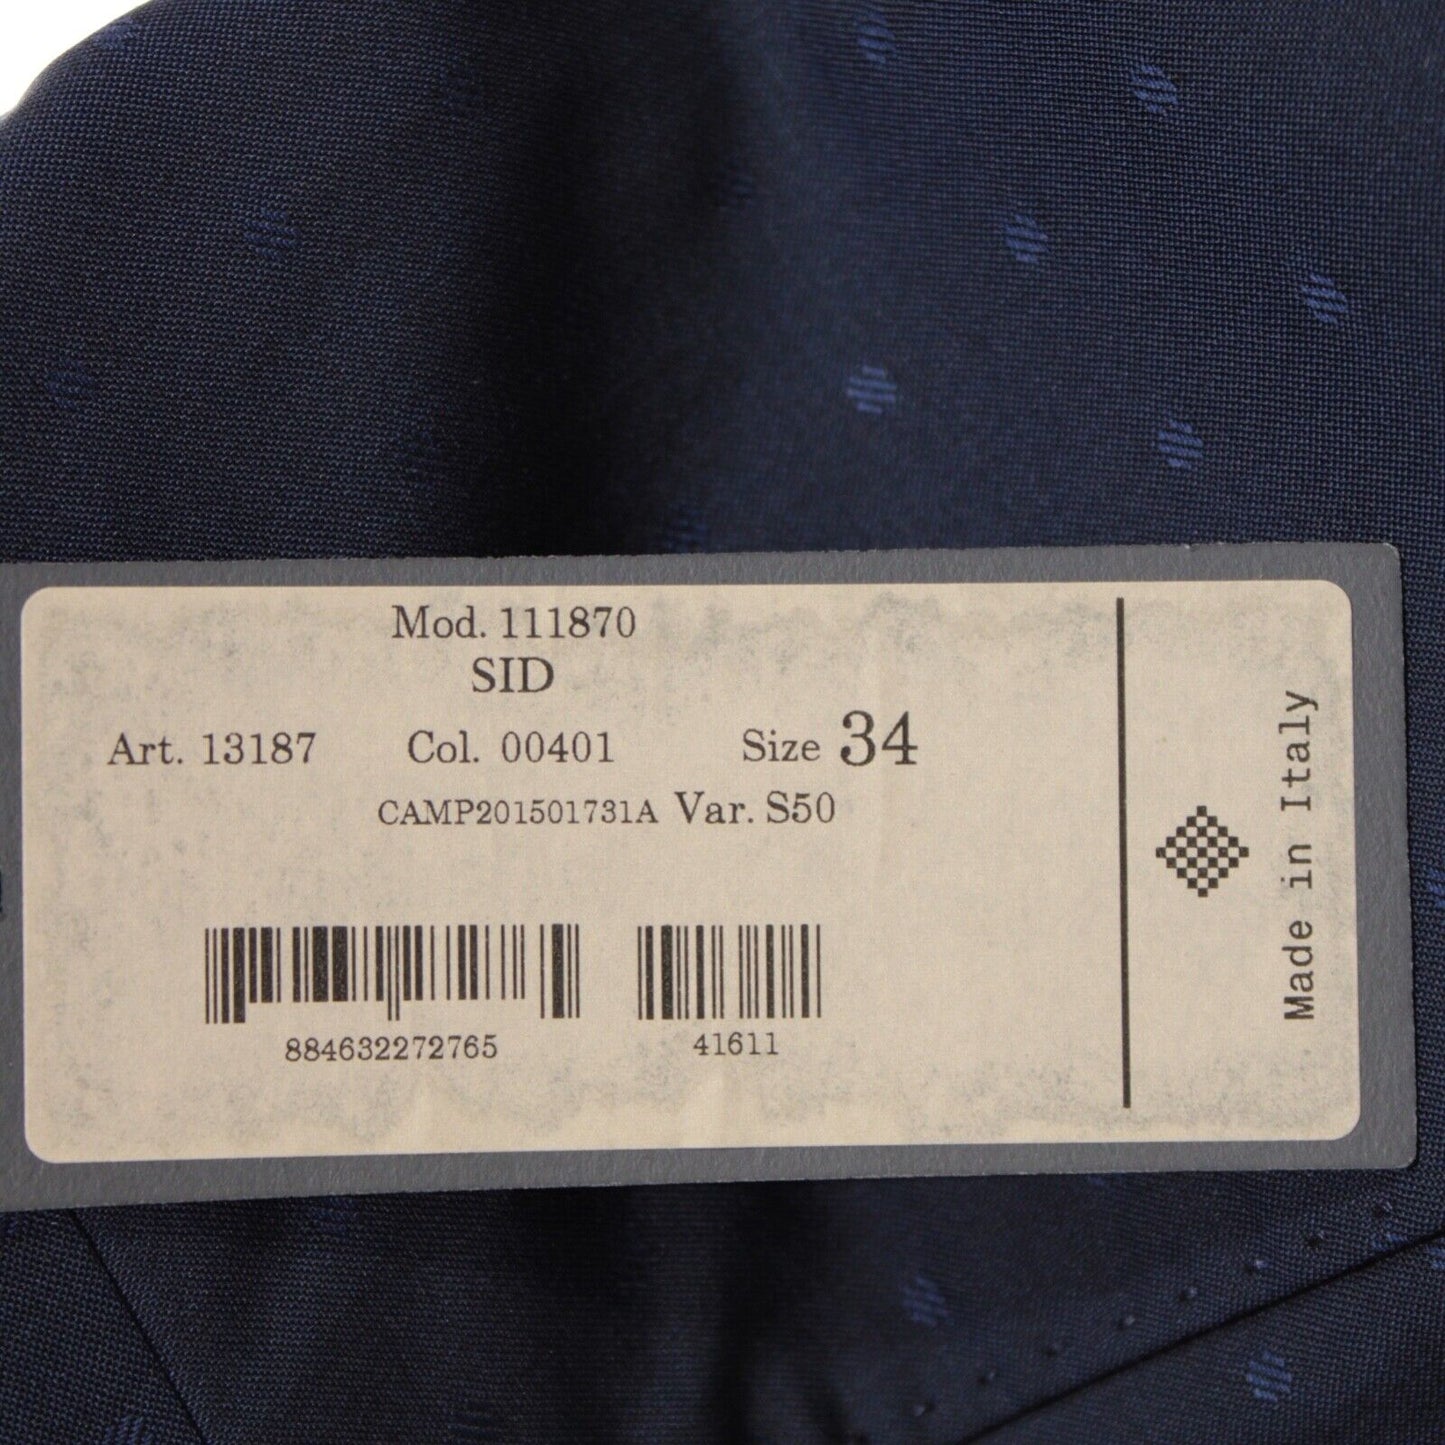 Mod. 111870
SID
Art. 13187 Col. 00401 Size 34
CAMP201501731A Var. S50
884632272765 41611
Made in Italy